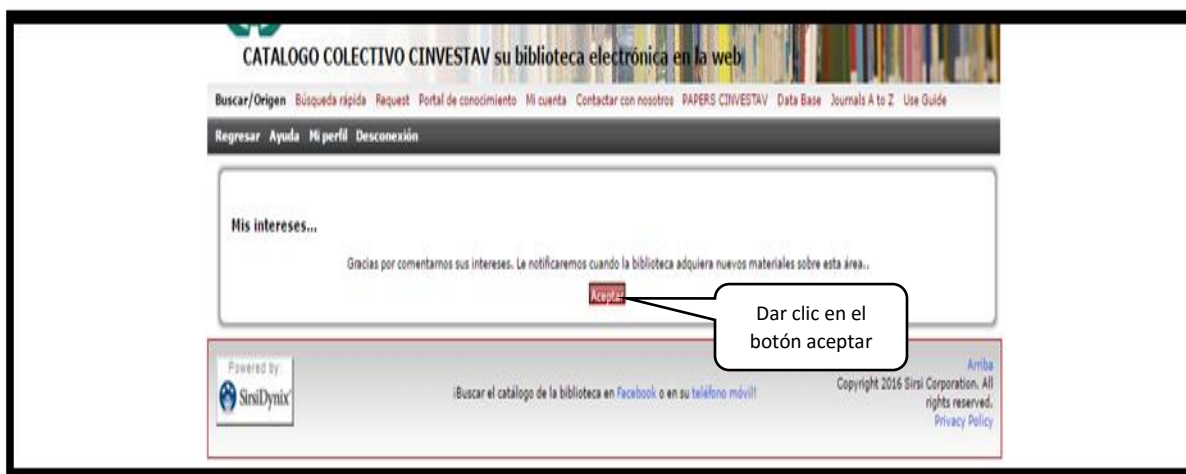 CATALOGO COLECTIVO CINVESTAV su biblioteca electrónica en la web
Buscar/Origen Búsqueda rápida Request Portal de conocimiento Mi cuenta Contactar con nosotros PAPERS CINVESTAV Data Base Journals A to Z Use Guide
Regresar Ayuda Mi perfil Desconexión
Mis intereses...
Gracias por comentarnos sus intereses. Le notificaremos cuando la biblioteca adquiera nuevos materiales sobre esta área..
Aceptar
Dar clic en el
botón aceptar
Powered by:
SirsiDynix
¡Buscar el catálogo de la biblioteca en Facebook o en su teléfono móvil!
Arriba
Copyright 2016 Sirsi Corporation. All
rights reserved.
Privacy Policy